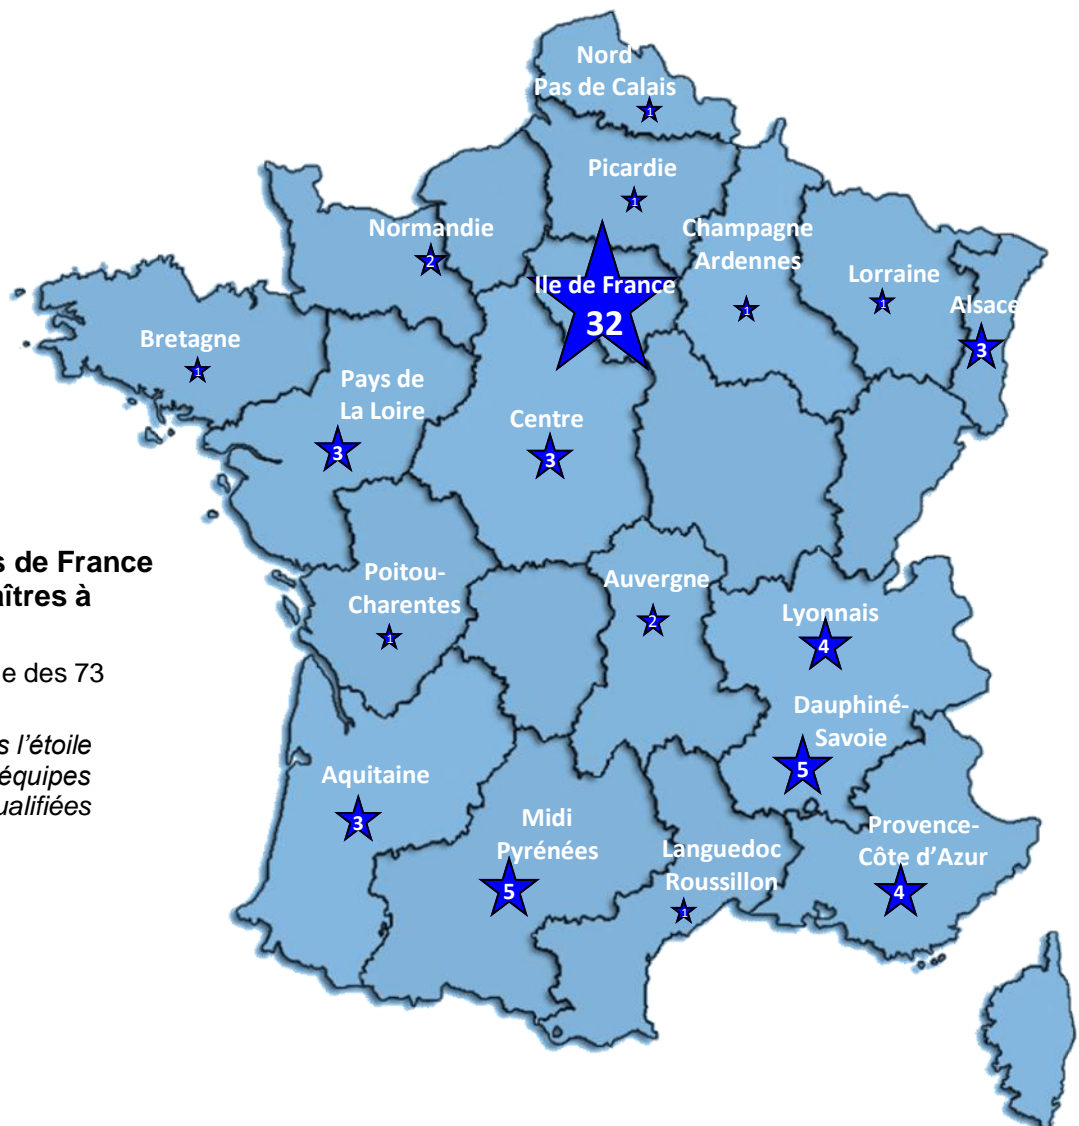 Nord
Pas de Calais
1
Picardie
1
Normandie
2
Champagne
Ardennes
1
Ile de France
32
Lorraine
1
Alsace
3
Bretagne
1
Pays de
La Loire
3
Centre
3
s de France
aîtres à
e des 73
s l’étoile
équipes
ualifiées
Poitou-
Charentes
1
Auvergne
2
Lyonnais
4
Dauphiné-
Savoie
5
Aquitaine
3
Midi
Pyrénées
5
Languedoc
Roussillon
1
Provence-
Côte d’Azur
4